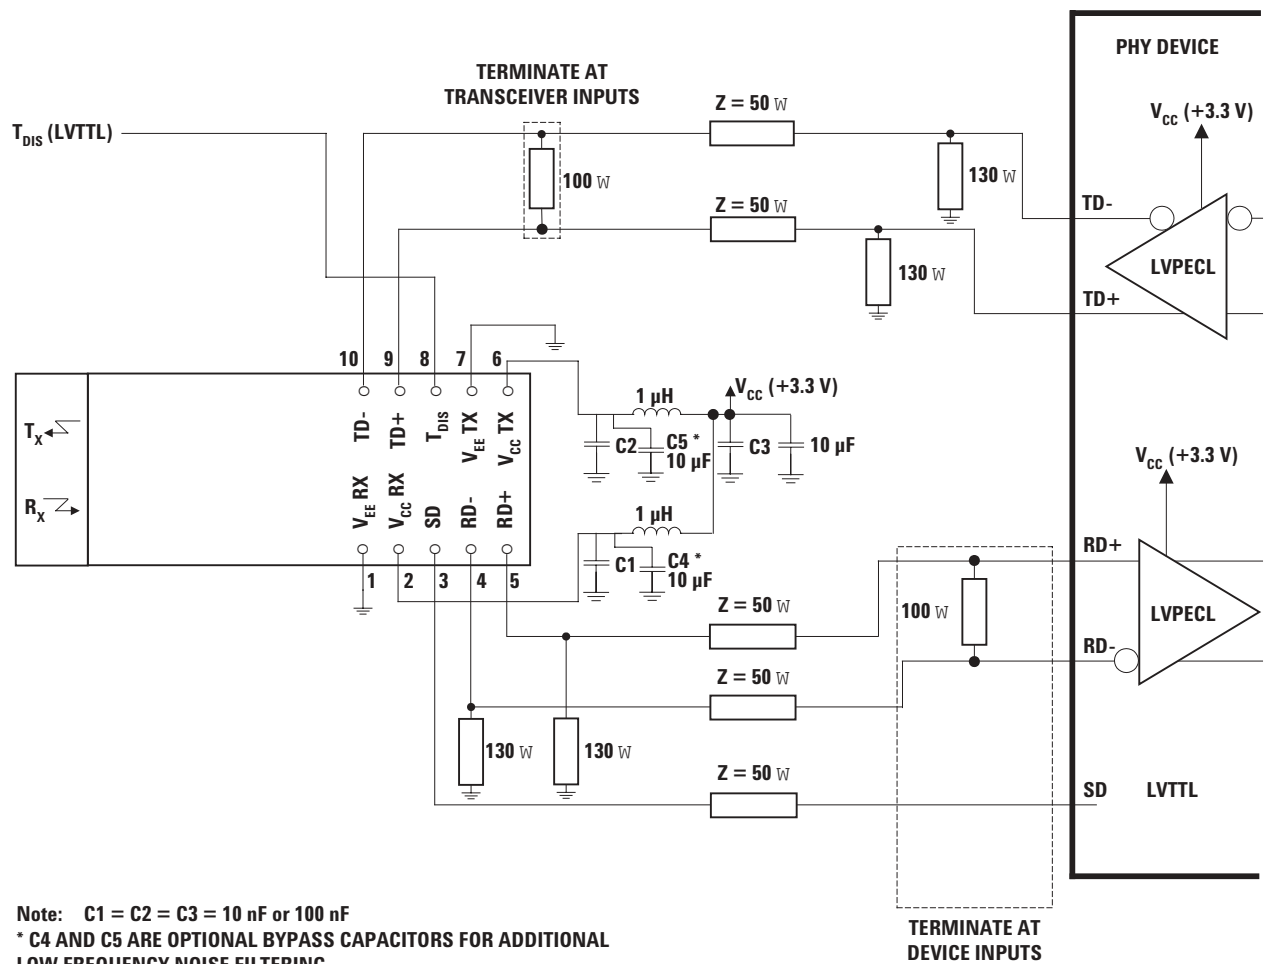 PHY DEVICE
TERMINATE AT
TRANSCEIVER INPUTS
Z = 50 W
V_CC (+3.3 V)
T_DIS (LVTTL)
100 W
130 W
TD-
Z = 50 W
LVPECL
130 W
TD+
10 9 8 7 6
TD- TD+ T_DIS V_EE TX V_CC TX
T_X
R_X
1 µH
V_CC (+3.3 V)
C2 C5 * C3 10 µF
10 µF
V_CC (+3.3 V)
V_EE RX V_CC RX SD RD- RD+
1 µH
1 2 3 4 5
C1 C4 *
10 µF
RD+
Z = 50 W
100 W
LVPECL
RD-
Z = 50 W
130 W 130 W
Z = 50 W
SD LVTTL
Note: C1 = C2 = C3 = 10 nF or 100 nF
* C4 AND C5 ARE OPTIONAL BYPASS CAPACITORS FOR ADDITIONAL
LOW FREQUENCY NOISE FILTERING
TERMINATE AT
DEVICE INPUTS